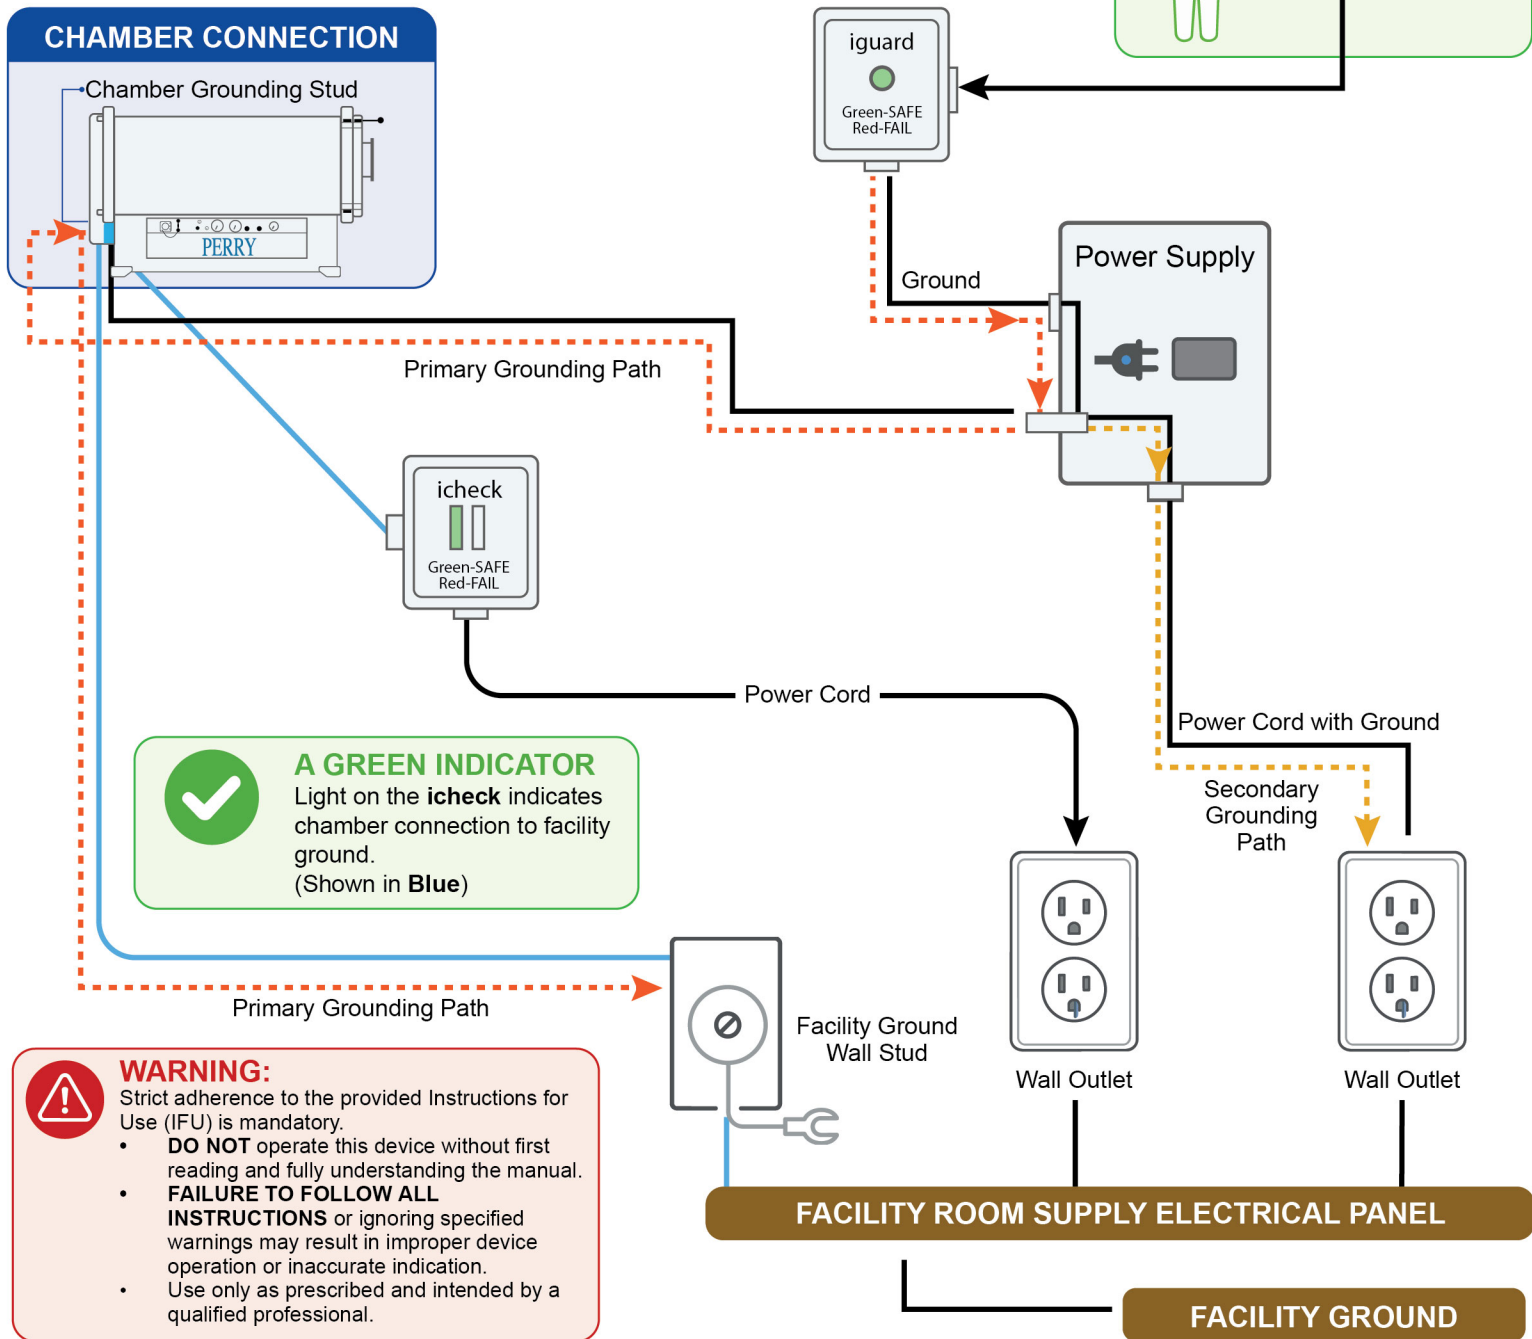 CHAMBER CONNECTION
Chamber Grounding Stud
PERRY
iguard
Green-SAFE
Red-FAIL
Ground
Power Supply
Primary Grounding Path
icheck
Green-SAFE
Red-FAIL
Power Cord
Power Cord with Ground
Secondary
Grounding
Path
A GREEN INDICATOR
Light on the icheck indicates
chamber connection to facility
ground.
(Shown in Blue)
Primary Grounding Path
Facility Ground
Wall Stud
Wall Outlet
Wall Outlet
WARNING:
Strict adherence to the provided Instructions for
Use (IFU) is mandatory.
• DO NOT operate this device without first
reading and fully understanding the manual.
• FAILURE TO FOLLOW ALL
INSTRUCTIONS or ignoring specified
warnings may result in improper device
operation or inaccurate indication.
• Use only as prescribed and intended by a
qualified professional.
FACILITY ROOM SUPPLY ELECTRICAL PANEL
FACILITY GROUND